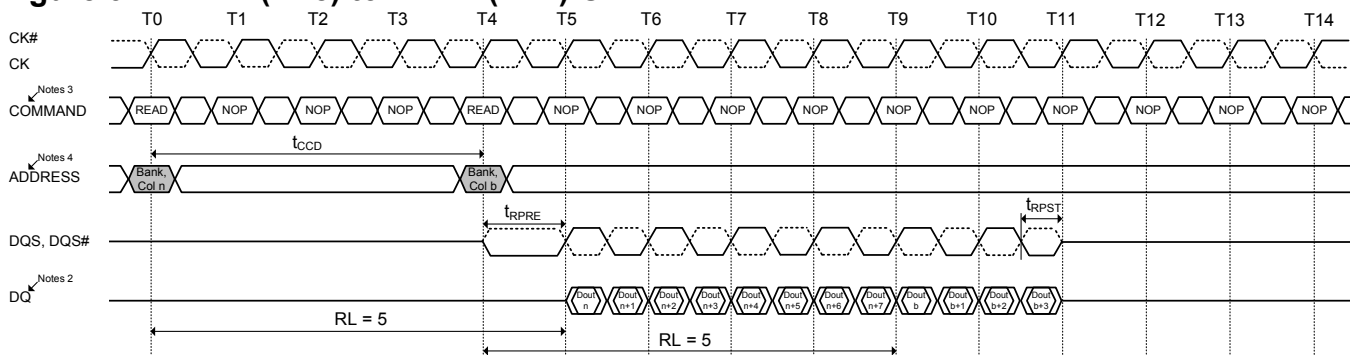 T0 T1 T2 T3 T4 T5 T6 T7 T8 T9 T10 T11 T12 T13 T14
CK#
CK
Notes 3
COMMAND READ NOP NOP NOP READ NOP NOP NOP NOP NOP NOP NOP NOP NOP NOP
tCCD
Notes 4
ADDRESS
Bank, Col n
Bank, Col b
tRPRE
tRPST
DQS, DQS#
Notes 2
DQ
Dout n Dout n+1 Dout n+2 Dout n+3 Dout n+4 Dout n+5 Dout n+6 Dout n+7 Dout b Dout b+1 Dout b+2 Dout b+3
RL = 5
RL = 5